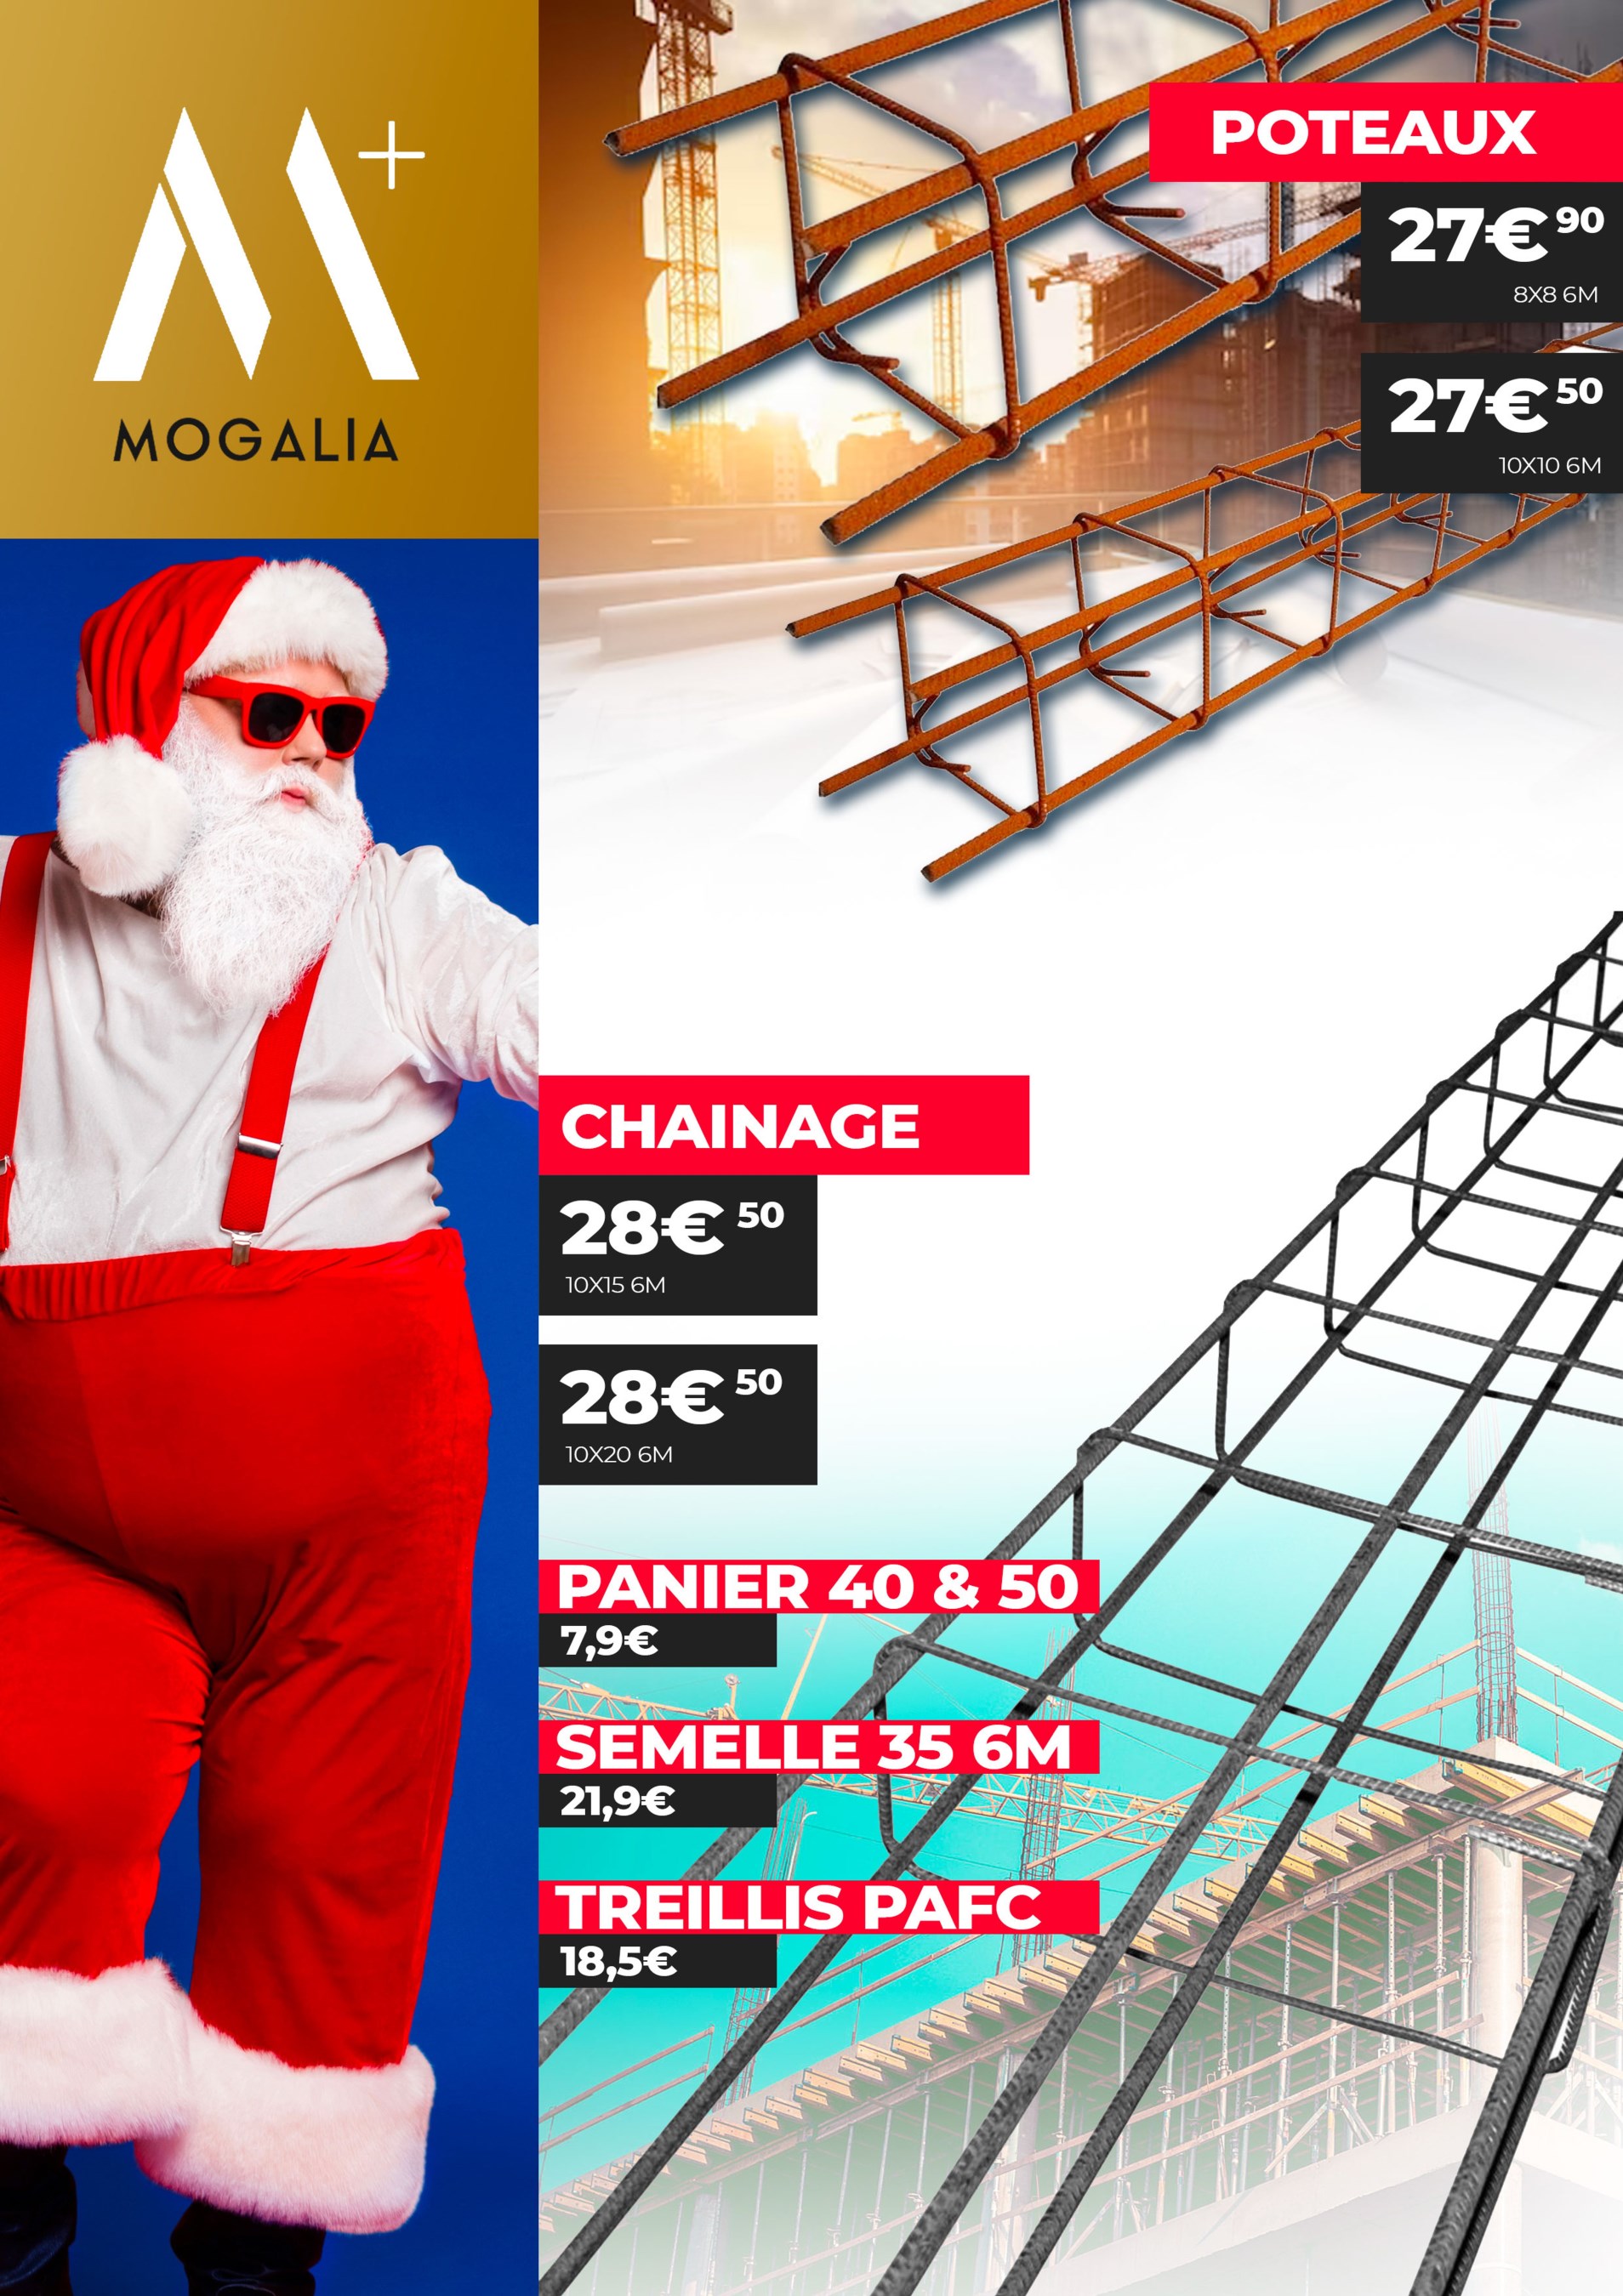 M+
MOGALIA
POTEAUX
27€90
8X8 6M
27€50
10X10 6M
CHAINAGE
28€50
10X15 6M
28€50
10X20 6M
PANIER 40 & 50
7,9€
SEMELLE 35 6M
21,9€
TREILLIS PAFC
18,5€